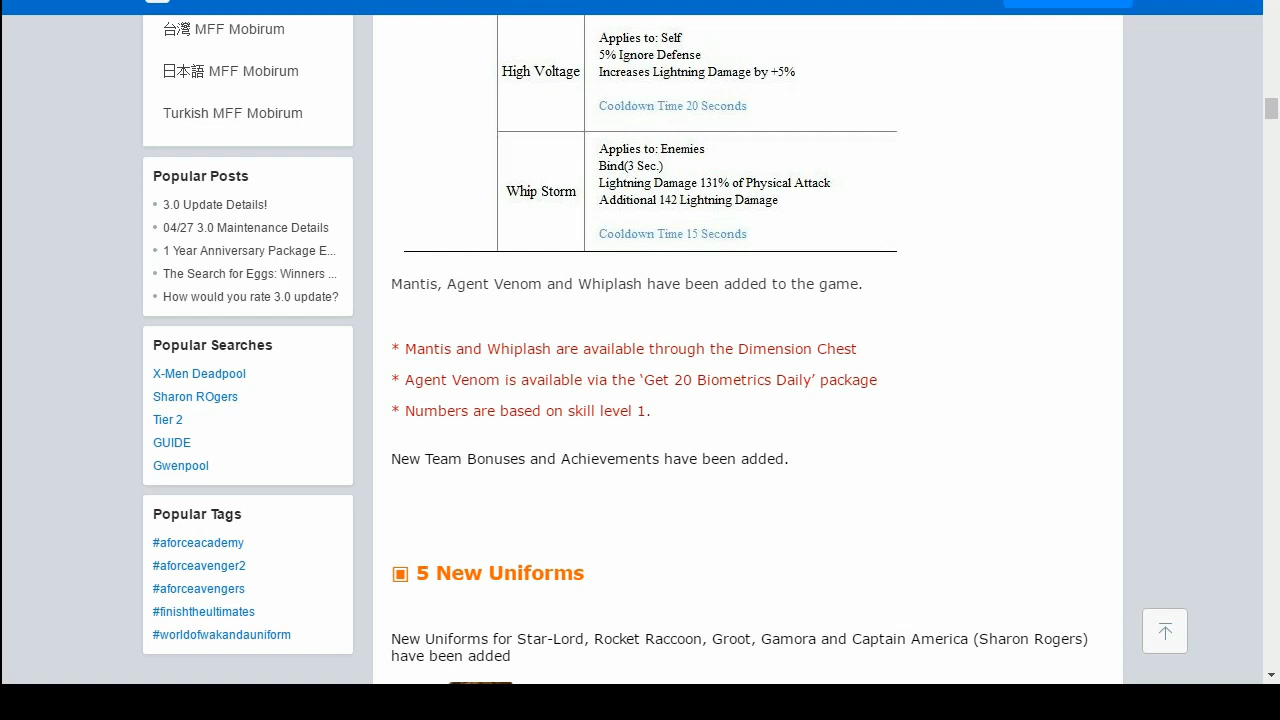 台灣 MFF Mobirum
日本語 MFF Mobirum
Turkish MFF Mobirum
Popular Posts
3.0 Update Details!
04/27 3.0 Maintenance Details
1 Year Anniversary Package E...
The Search for Eggs: Winners ...
How would you rate 3.0 update?
Popular Searches
X-Men Deadpool
Sharon ROgers
Tier 2
GUIDE
Gwenpool
Popular Tags
#aforceacademy
#aforceavenger2
#aforceavengers
#finishtheultimates
#worldofwakandauniform
High Voltage
Applies to: Self
5% Ignore Defense
Increases Lightning Damage by +5%
Cooldown Time 20 Seconds
Whip Storm
Applies to: Enemies
Bind(3 Sec.)
Lightning Damage 131% of Physical Attack
Additional 142 Lightning Damage
Cooldown Time 15 Seconds
Mantis, Agent Venom and Whiplash have been added to the game.
* Mantis and Whiplash are available through the Dimension Chest
* Agent Venom is available via the ‘Get 20 Biometrics Daily’ package
* Numbers are based on skill level 1.
New Team Bonuses and Achievements have been added.
▣ 5 New Uniforms
New Uniforms for Star-Lord, Rocket Raccoon, Groot, Gamora and Captain America (Sharon Rogers)
have been added